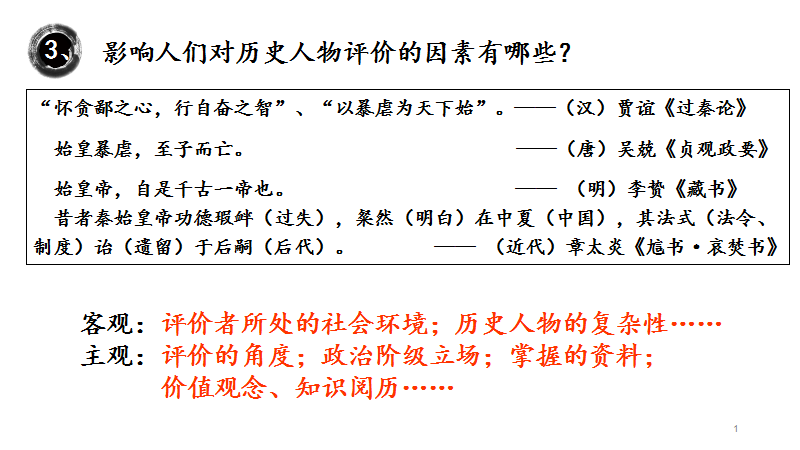 3、 影响人们对历史人物评价的因素有哪些？
“怀贪鄙之心，行自奋之智”、“以暴虐为天下始”。——（汉）贾谊《过秦论》
始皇暴虐，至子而亡。 ——（唐）吴兢《贞观政要》
始皇帝，自是千古一帝也。 —— （明）李贽《藏书》
昔者秦始皇帝功德瑕衅（过失），粲然（明白）在中夏（中国），其法式（法令、
制度）诒（遗留）于后嗣（后代）。 —— （近代）章太炎《訄书·哀焚书》
客观：评价者所处的社会环境；历史人物的复杂性……
主观：评价的角度；政治阶级立场；掌握的资料；
价值观念、知识阅历……
1